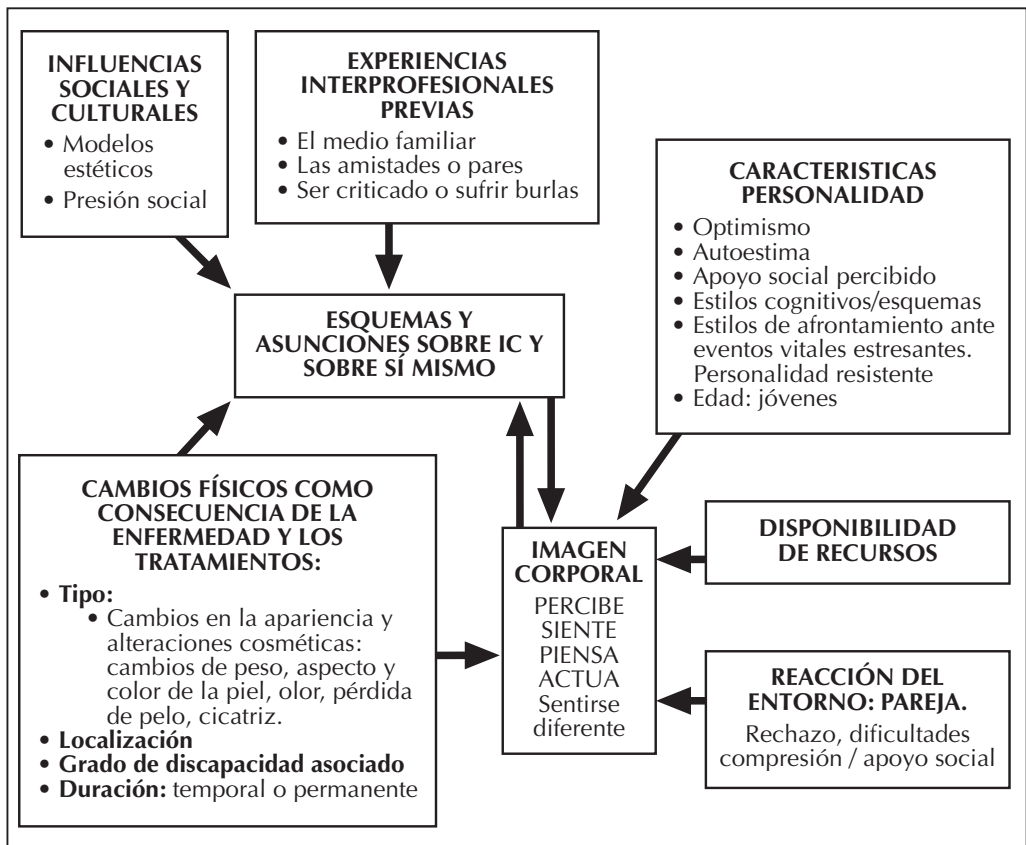 INFLUENCIAS
SOCIALES Y
CULTURALES
• Modelos
estéticos
• Presión social
EXPERIENCIAS
INTERPROFESIONALES
PREVIAS
• El medio familiar
• Las amistades o pares
• Ser criticado o sufrir burlas
CARACTERISTICAS
PERSONALIDAD
• Optimismo
• Autoestima
• Apoyo social percibido
• Estilos cognitivos/esquemas
• Estilos de afrontamiento ante
eventos vitales estresantes.
Personalidad resistente
• Edad: jóvenes
ESQUEMAS Y
ASUNCIONES SOBRE IC Y
SOBRE SÍ MISMO
CAMBIOS FÍSICOS COMO
CONSECUENCIA DE LA
ENFERMEDAD Y LOS
TRATAMIENTOS:
• Tipo:
• Cambios en la apariencia y
alteraciones cosméticas:
cambios de peso, aspecto y
color de la piel, olor, pérdida
de pelo, cicatriz.
• Localización
• Grado de discapacidad asociado
• Duración: temporal o permanente
IMAGEN
CORPORAL
PERCIBE
SIENTE
PIENSA
ACTUA
Sentirse
diferente
DISPONIBILIDAD
DE RECURSOS
REACCIÓN DEL
ENTORNO: PAREJA.
Rechazo, dificultades
compresión / apoyo social